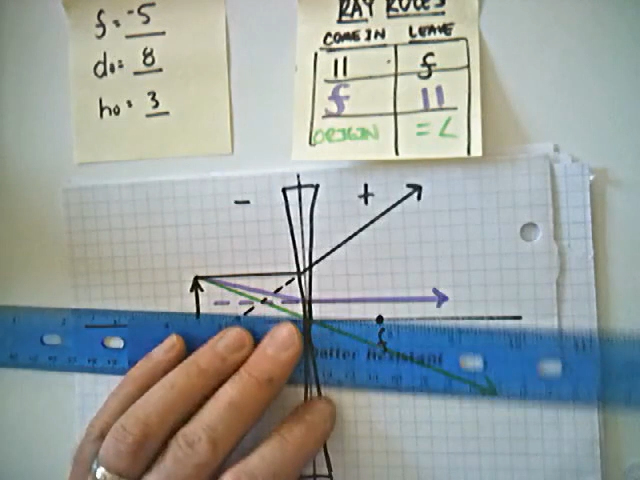 f = -5
do = 8
ho = 3
RAY RULES
COME IN LEAVE
|| f
f ||
ORIGIN = L
- +
f